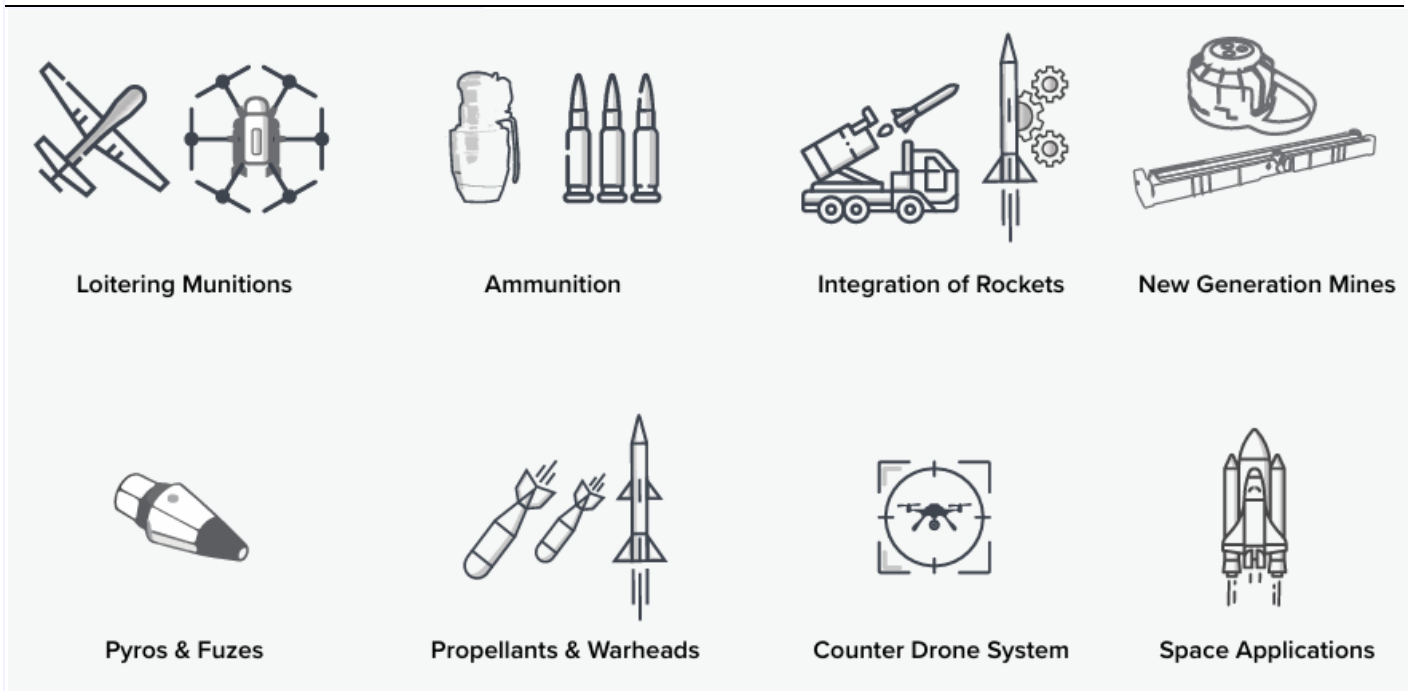 Loitering Munitions
Ammunition
Integration of Rockets
New Generation Mines
Pyros & Fuzes
Propellants & Warheads
Counter Drone System
Space Applications